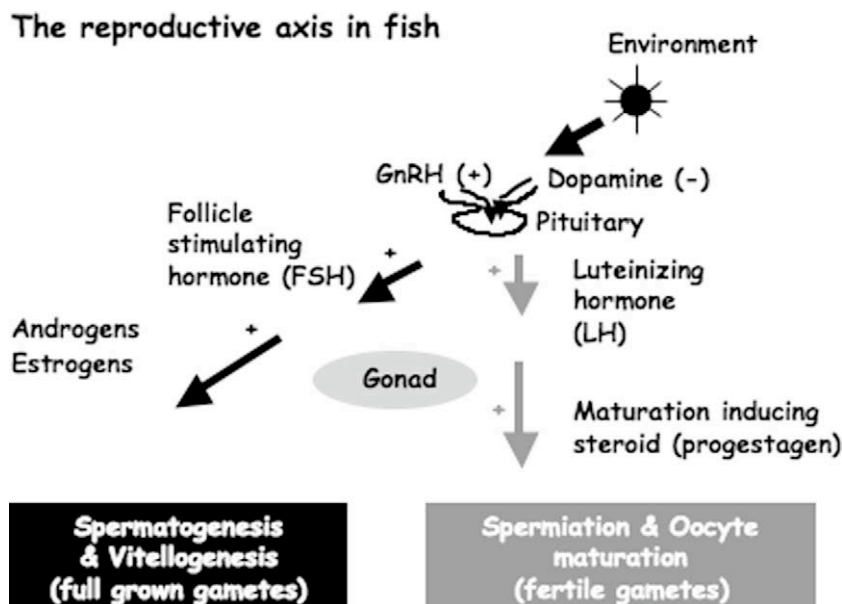 The reproductive axis in fish
Environment
GnRH (+)
Dopamine (-)
Pituitary
Follicle
stimulating
hormone (FSH)
+
+
Luteinizing
hormone
(LH)
Androgens
Estrogens
+
Gonad
+
Maturation inducing
steroid (progestagen)
Spermatogenesis
& Vitellogenesis
(full grown gametes)
Spermiation & Oocyte
maturation
(fertile gametes)